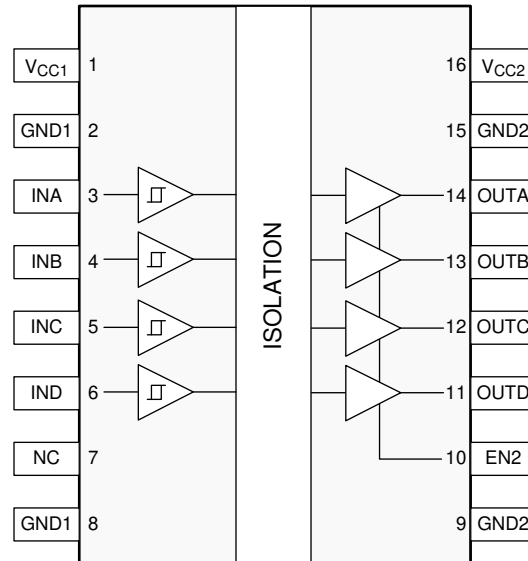 VCC1 1 16 VCC2
GND1 2 15 GND2
INA 3 14 OUTA
INB 4 13 OUTB
INC 5 12 OUTC
IND 6 11 OUTD
NC 7 10 EN2
GND1 8 9 GND2
ISOLATION